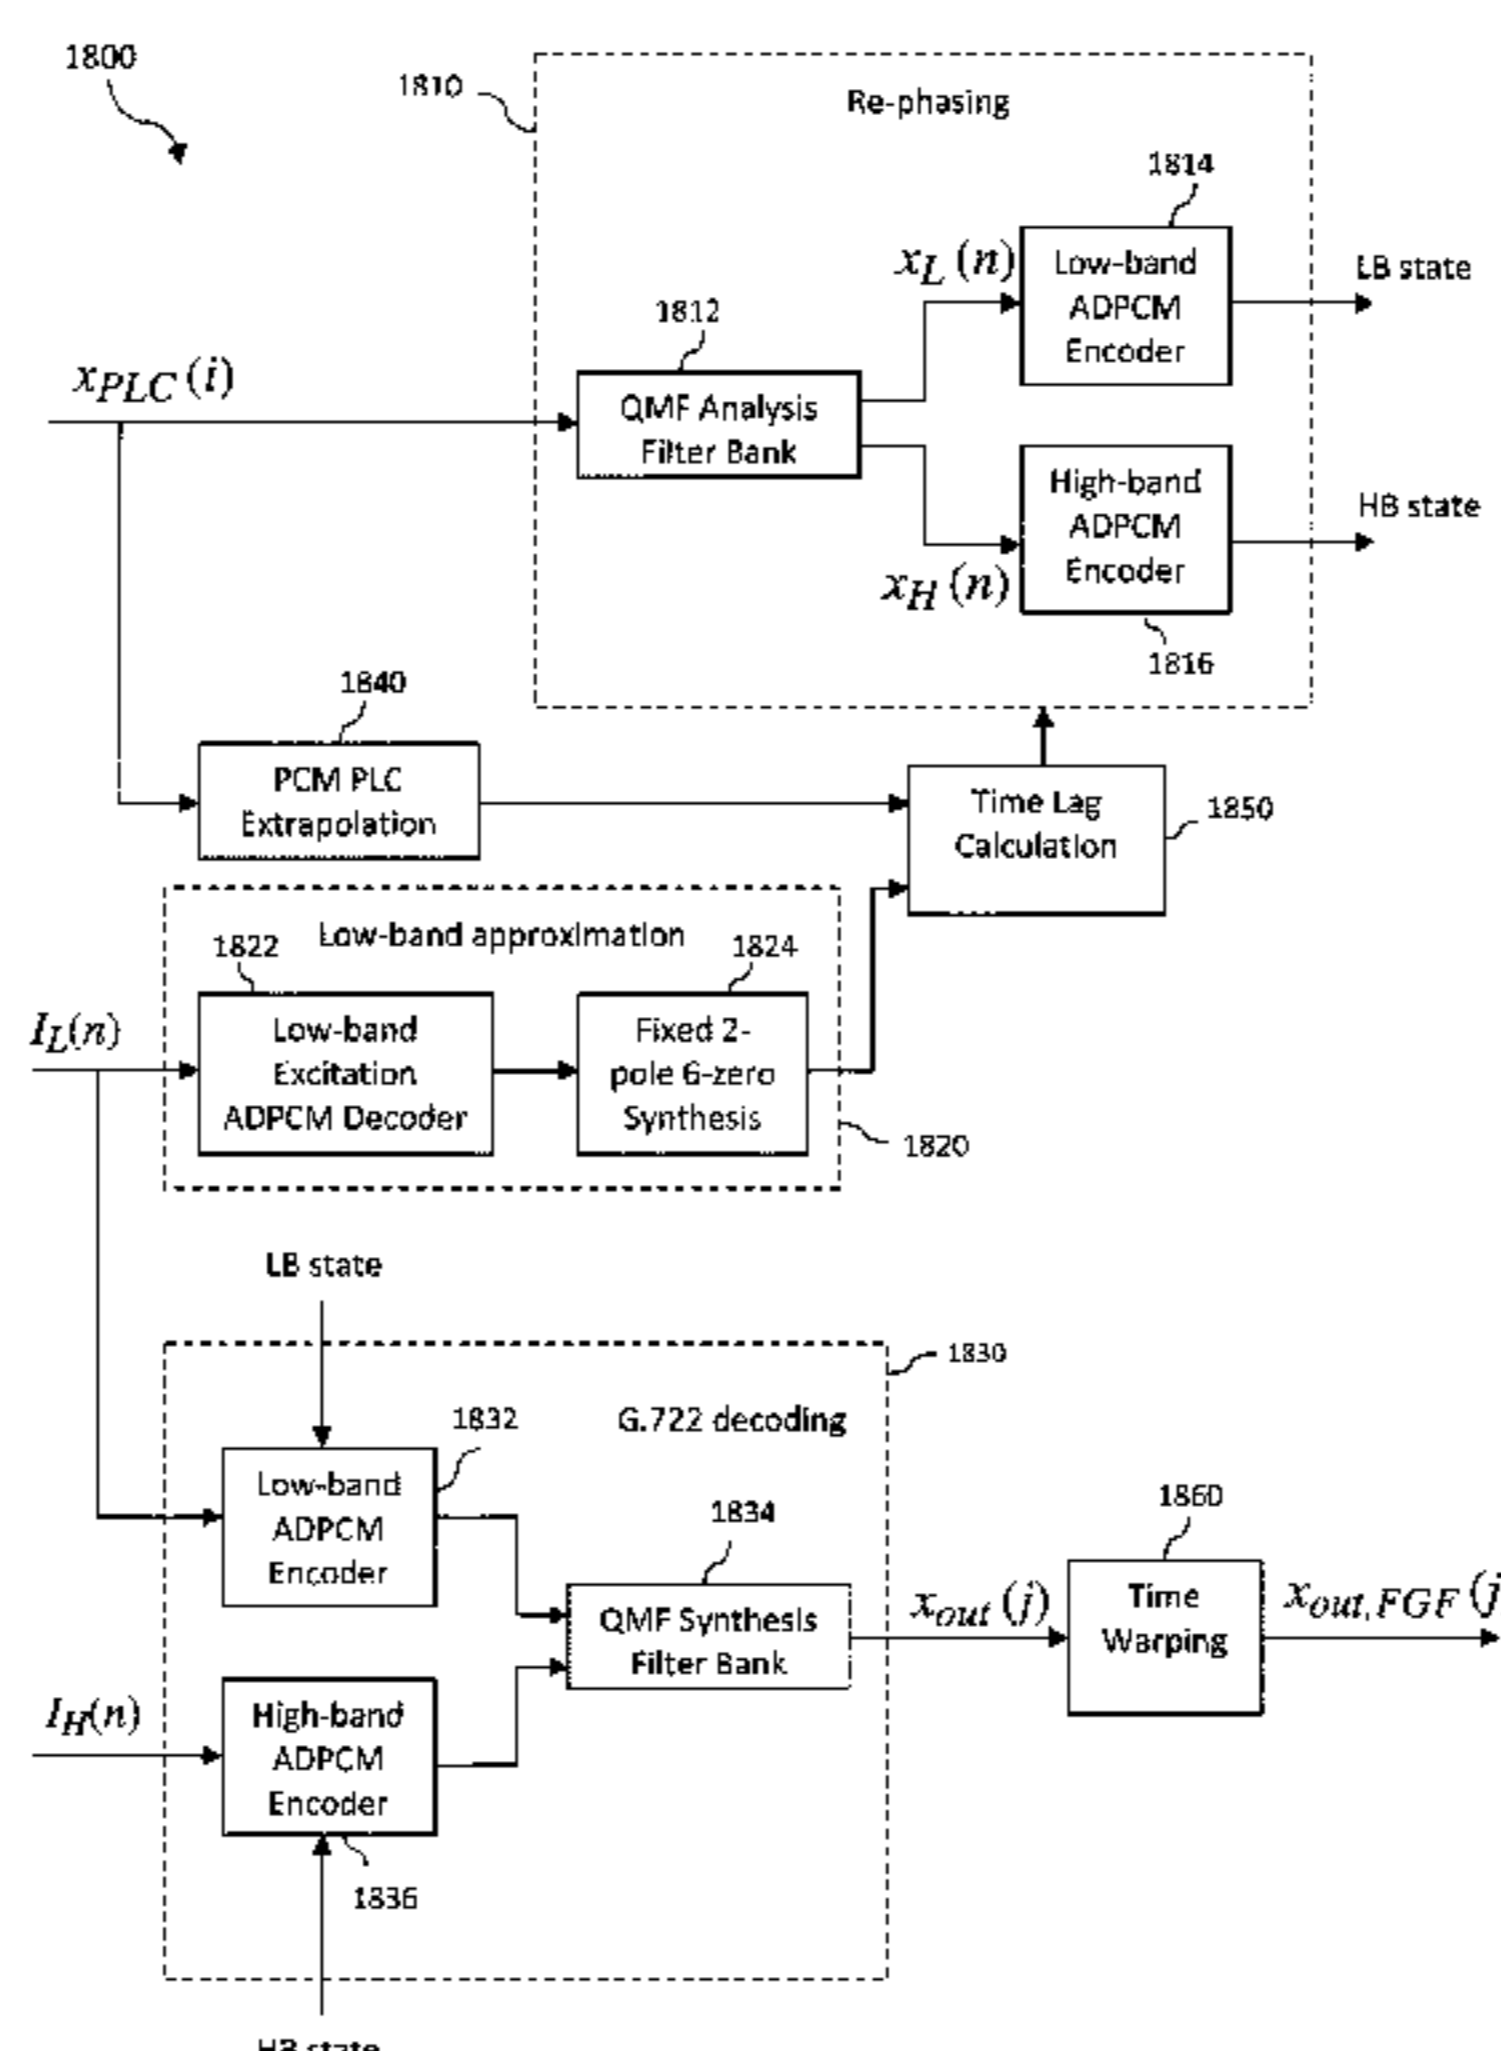 1800
1810
Re-phasing
1814
x_L(n)
Low-band
ADPCM
Encoder
LB state
1812
x_PLC(i)
QMF Analysis
Filter Bank
High-band
ADPCM
Encoder
HB state
x_H(n)
1816
1840
PCM PLC
Extrapolation
Time Lag
Calculation
1850
Low-band approximation
1822
1824
I_L(n)
Low-band
Excitation
ADPCM Decoder
Fixed 2-
pole 6-zero
Synthesis
1820
LB state
1830
G.722 decoding
1832
Low-band
ADPCM
Encoder
1834
QMF Synthesis
Filter Bank
x_out(j)
1860
Time
Warping
x_out,FGF(j
I_H(n)
High-band
ADPCM
Encoder
1836
HB state